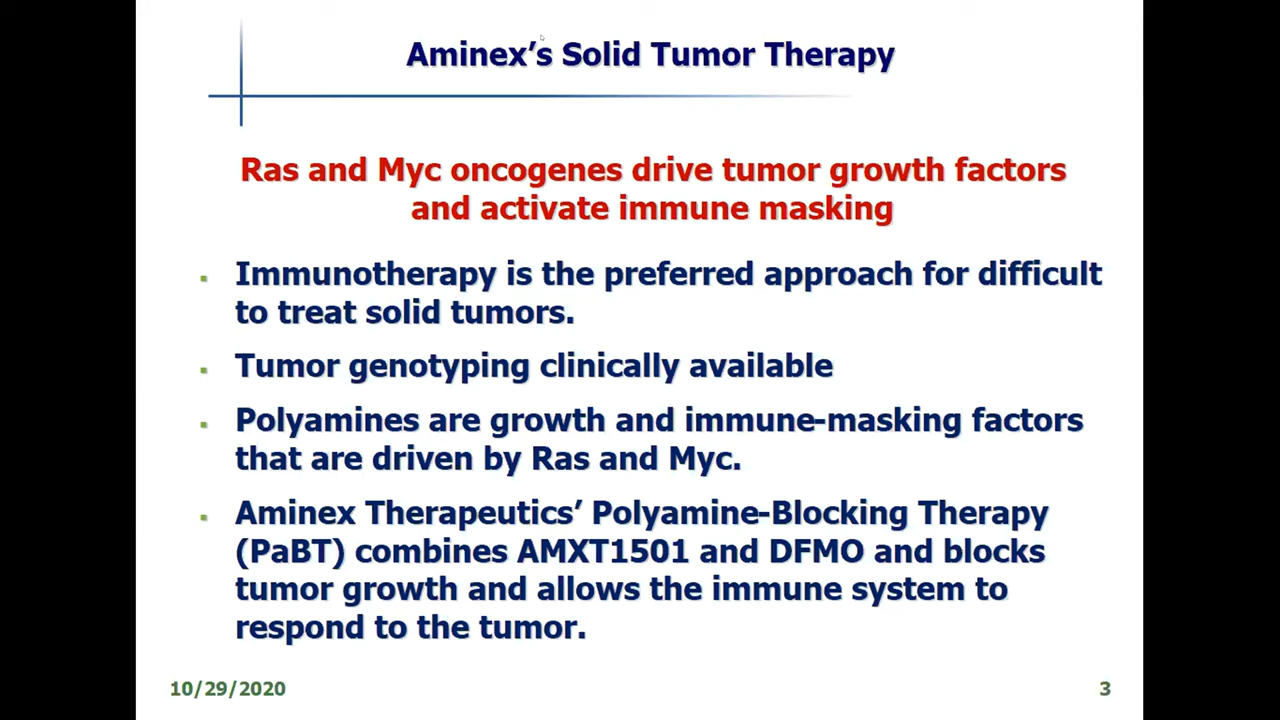 Aminex’s Solid Tumor Therapy
Ras and Myc oncogenes drive tumor growth factors
and activate immune masking
▪ Immunotherapy is the preferred approach for difficult
to treat solid tumors.
▪ Tumor genotyping clinically available
▪ Polyamines are growth and immune-masking factors
that are driven by Ras and Myc.
▪ Aminex Therapeutics’ Polyamine-Blocking Therapy
(PaBT) combines AMXT1501 and DFMO and blocks
tumor growth and allows the immune system to
respond to the tumor.
10/29/2020
3